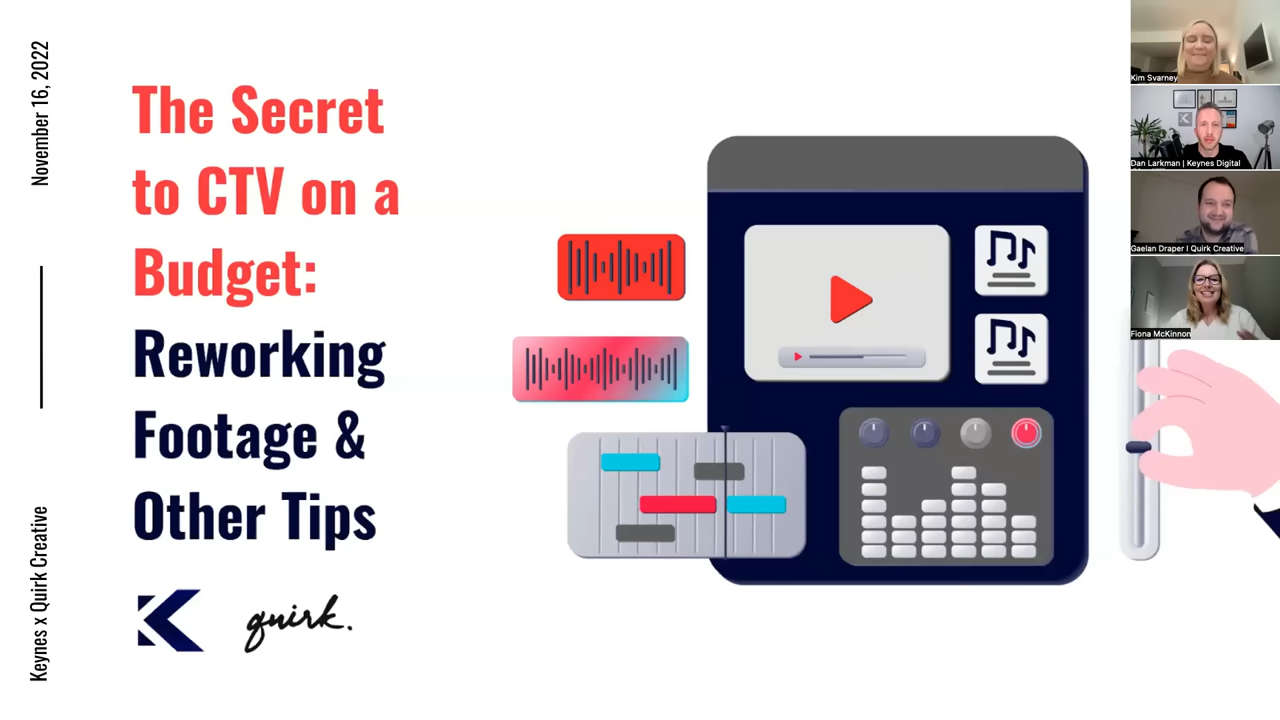 November 16, 2022
Keynes x Quirk Creative
The Secret
to CTV on a
Budget:
Reworking
Footage &
Other Tips
quirk.
Kim Svarney
Dan Larkman | Keynes Digital
Gaelan Draper I Quirk Creative
Fiona McKinnon